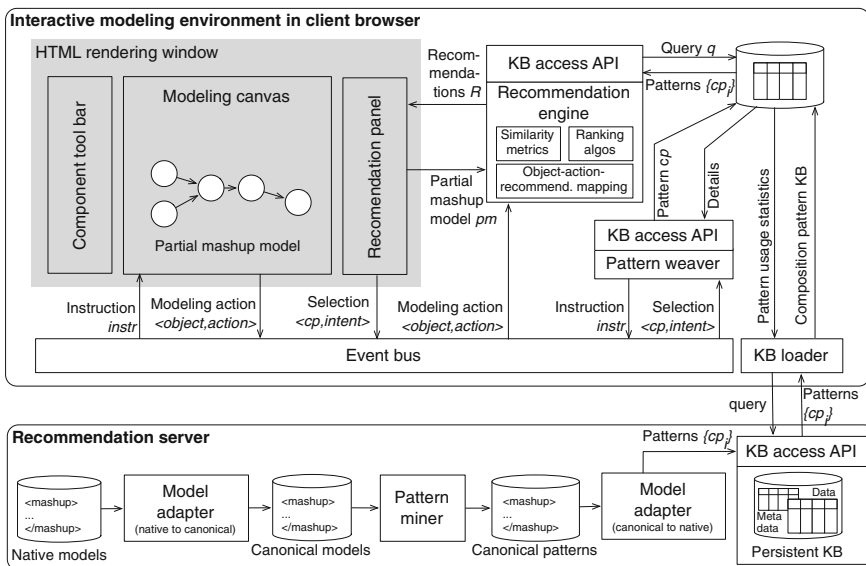 Interactive modeling environment in client browser
HTML rendering window
Component tool bar
Modeling canvas
Partial mashup model
Recomendation panel
Recom-
menda-
tions R
Partial
mashup
model pm
KB access API
Recommendation
engine
Similarity
metrics
Ranking
algos
Object-action-
recommend. mapping
Query q
Patterns {cpi}
Pattern cp
Details
KB access API
Pattern weaver
Pattern usage statistics
Composition pattern KB
Instruction
instr
Modeling action
<object,action>
Selection
<cp,intent>
Modeling action
<object,action>
Instruction
instr
Selection
<cp,intent>
Event bus
KB loader
query
Patterns
{cpi}
Recommendation server
Patterns {cpi}
KB access API
<mashup>
...
</mashup>
Native models
Model
adapter
(native to canonical)
<mashup>
...
</mashup>
Canonical models
Pattern
miner
<mashup>
...
</mashup>
Canonical patterns
Model
adapter
(canonical to native)
Data
Meta
data
Persistent KB